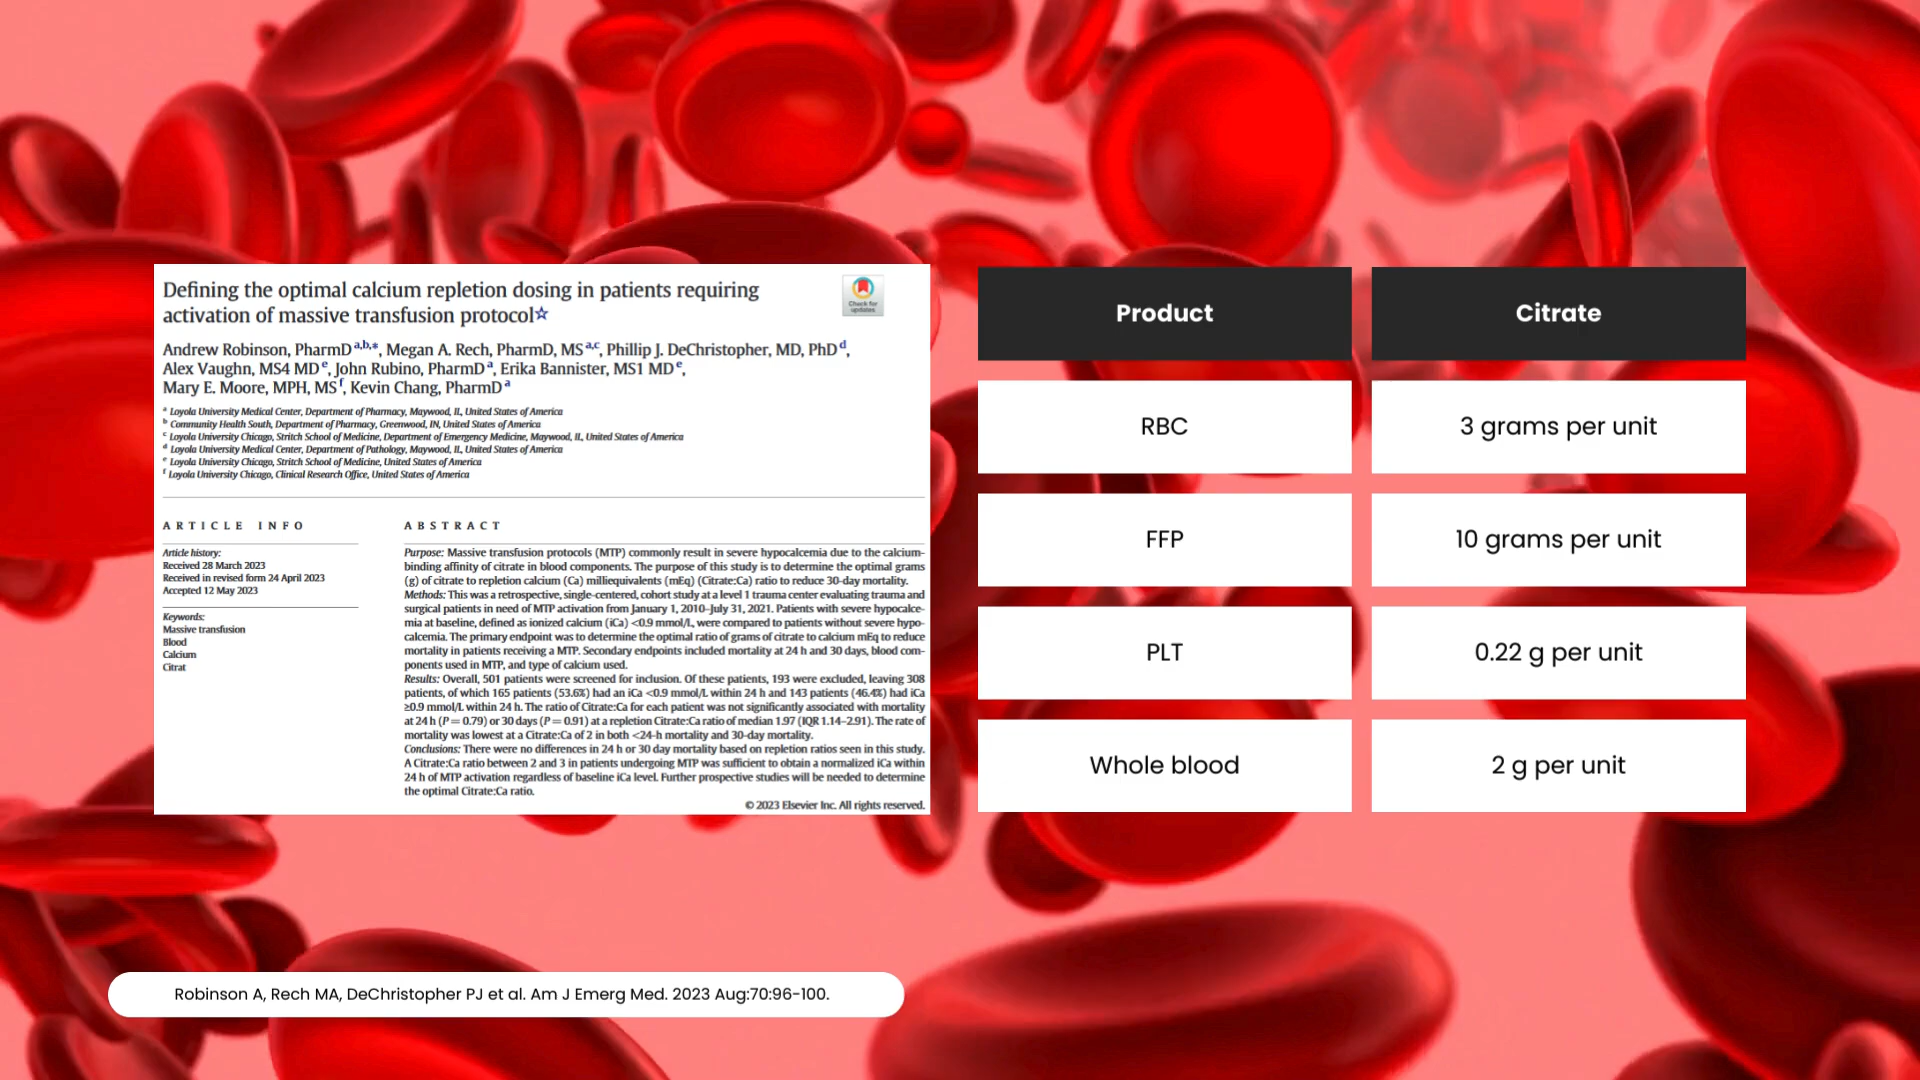 Defining the optimal calcium repletion dosing in patients requiring
activation of massive transfusion protocol☆
Check for
updates
Andrew Robinson, PharmD a,b,*, Megan A. Rech, PharmD, MS a,c, Phillip J. DeChristopher, MD, PhD d,
Alex Vaughn, MS4 MD e, John Rubino, PharmD a, Erika Bannister, MS1 MD e,
Mary E. Moore, MPH, MS f, Kevin Chang, PharmD a
a Loyola University Medical Center, Department of Pharmacy, Maywood, IL, United States of America
b Community Health South, Department of Pharmacy, Greenwood, IN, United States of America
c Loyola University Chicago, Stritch School of Medicine, Department of Emergency Medicine, Maywood, IL, United States of America
d Loyola University Medical Center, Department of Pathology, Maywood, IL, United States of America
e Loyola University Chicago, Stritch School of Medicine, United States of America
f Loyola University Chicago, Clinical Research Office, United States of America
ARTICLE INFO
Article history:
Received 28 March 2023
Received in revised form 24 April 2023
Accepted 12 May 2023
Keywords:
Massive transfusion
Blood
Calcium
Citrat
ABSTRACT
Purpose: Massive transfusion protocols (MTP) commonly result in severe hypocalcemia due to the calcium-
binding affinity of citrate in blood components. The purpose of this study is to determine the optimal grams
(g) of citrate to repletion calcium (Ca) milliequivalents (mEq) (Citrate:Ca) ratio to reduce 30-day mortality.
Methods: This was a retrospective, single-centered, cohort study at a level 1 trauma center evaluating trauma and
surgical patients in need of MTP activation from January 1, 2010–July 31, 2021. Patients with severe hypocalce-
mia at baseline, defined as ionized calcium (iCa) <0.9 mmol/L, were compared to patients without severe hypo-
calcemia. The primary endpoint was to determine the optimal ratio of grams of citrate to calcium mEq to reduce
mortality in patients receiving a MTP. Secondary endpoints included mortality at 24 h and 30 days, blood com-
ponents used in MTP, and type of calcium used.
Results: Overall, 501 patients were screened for inclusion. Of these patients, 193 were excluded, leaving 308
patients, of which 165 patients (53.6%) had an iCa <0.9 mmol/L within 24 h and 143 patients (46.4%) had iCa
≥0.9 mmol/L within 24 h. The ratio of Citrate:Ca for each patient was not significantly associated with mortality
at 24 h (P = 0.79) or 30 days (P = 0.91) at a repletion Citrate:Ca ratio of median 1.97 (IQR 1.14–2.91). The rate of
mortality was lowest at a Citrate:Ca of 2 in both <24-h mortality and 30-day mortality.
Conclusions: There were no differences in 24 h or 30 day mortality based on repletion ratios seen in this study.
A Citrate:Ca ratio between 2 and 3 in patients undergoing MTP was sufficient to obtain a normalized iCa within
24 h of MTP activation regardless of baseline iCa level. Further prospective studies will be needed to determine
the optimal Citrate:Ca ratio.
© 2023 Elsevier Inc. All rights reserved.
Product Citrate
RBC 3 grams per unit
FFP 10 grams per unit
PLT 0.22 g per unit
Whole blood 2 g per unit
Robinson A, Rech MA, DeChristopher PJ et al. Am J Emerg Med. 2023 Aug:70:96-100.